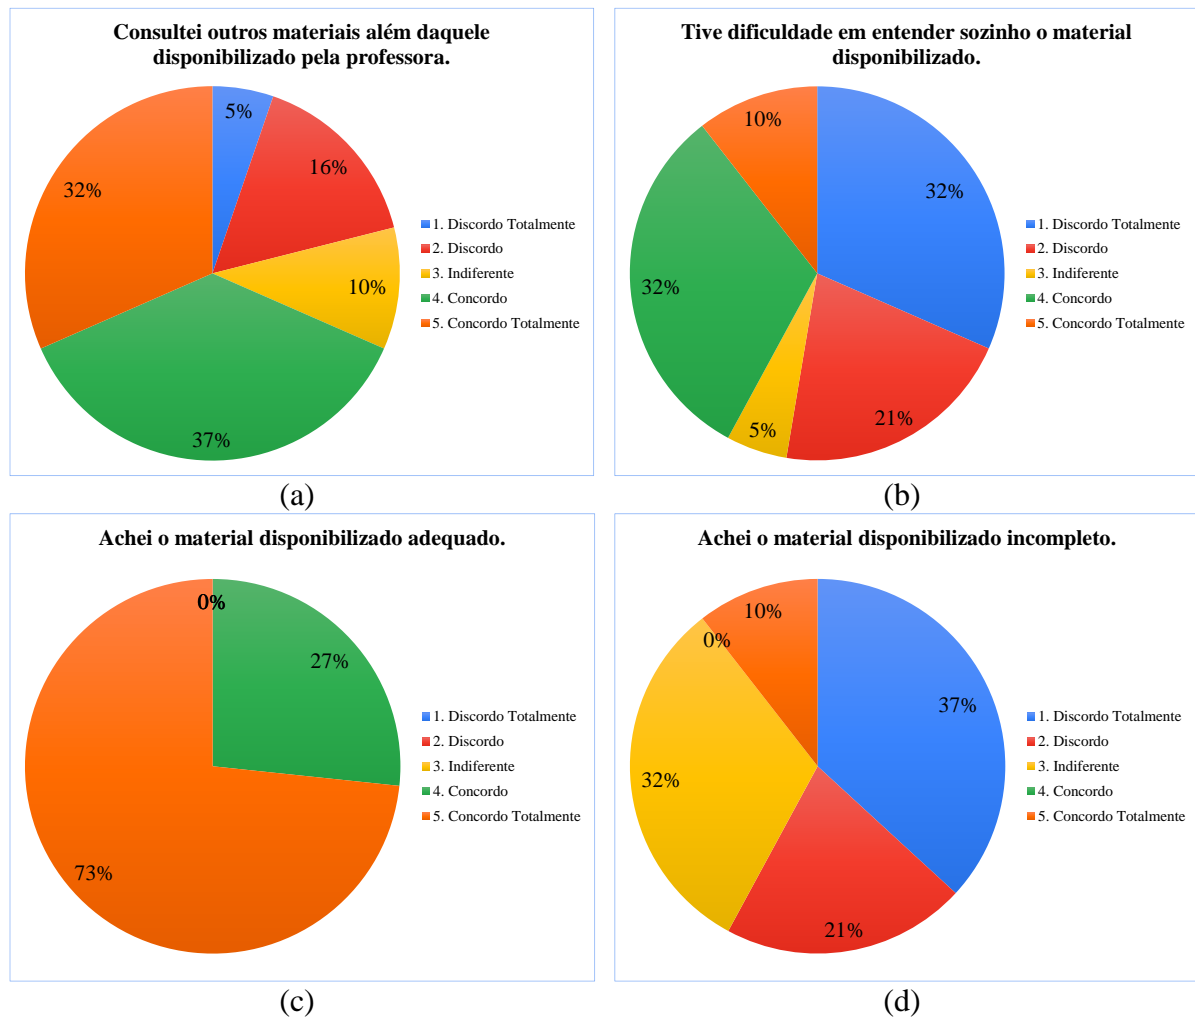 Consultei outros materiais além daquele
disponibilizado pela professora.
5%
16%
10%
37%
32%
1. Discordo Totalmente
2. Discordo
3. Indiferente
4. Concordo
5. Concordo Totalmente
(a)
Tive dificuldade em entender sozinho o material
disponibilizado.
32%
21%
5%
32%
10%
1. Discordo Totalmente
2. Discordo
3. Indiferente
4. Concordo
5. Concordo Totalmente
(b)
Achei o material disponibilizado adequado.
0%
27%
73%
1. Discordo Totalmente
2. Discordo
3. Indiferente
4. Concordo
5. Concordo Totalmente
(c)
Achei o material disponibilizado incompleto.
37%
21%
32%
0%
10%
1. Discordo Totalmente
2. Discordo
3. Indiferente
4. Concordo
5. Concordo Totalmente
(d)